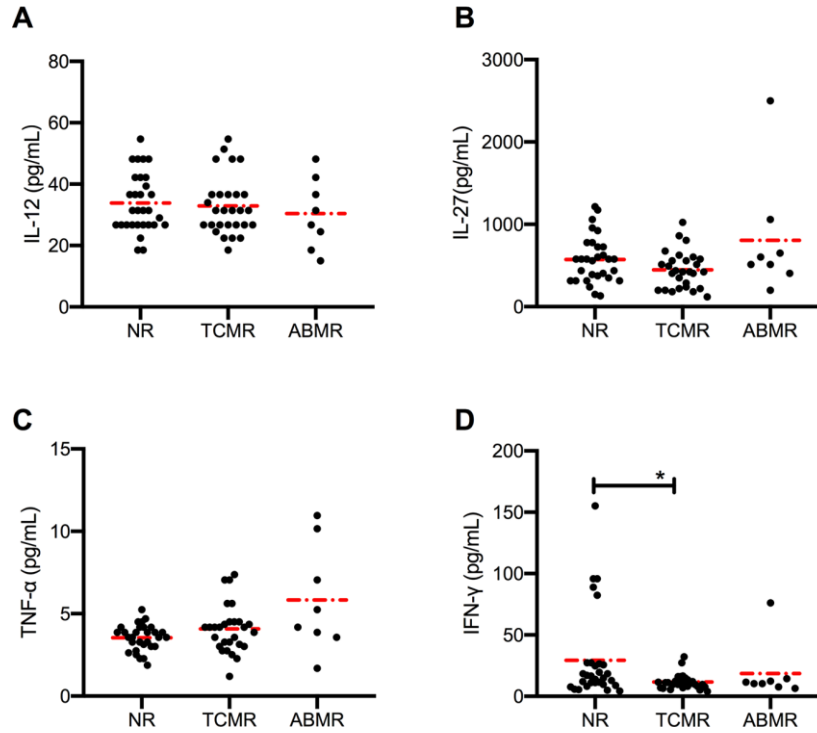 A
IL-12 (pg/mL)
80
60
40
20
0
NR TCMR ABMR
B
IL-27(pg/mL)
3000
2000
1000
0
NR TCMR ABMR
C
TNF-α (pg/mL)
15
10
5
0
NR TCMR ABMR
D
IFN-γ (pg/mL)
200
150
100
50
0
*
NR TCMR ABMR